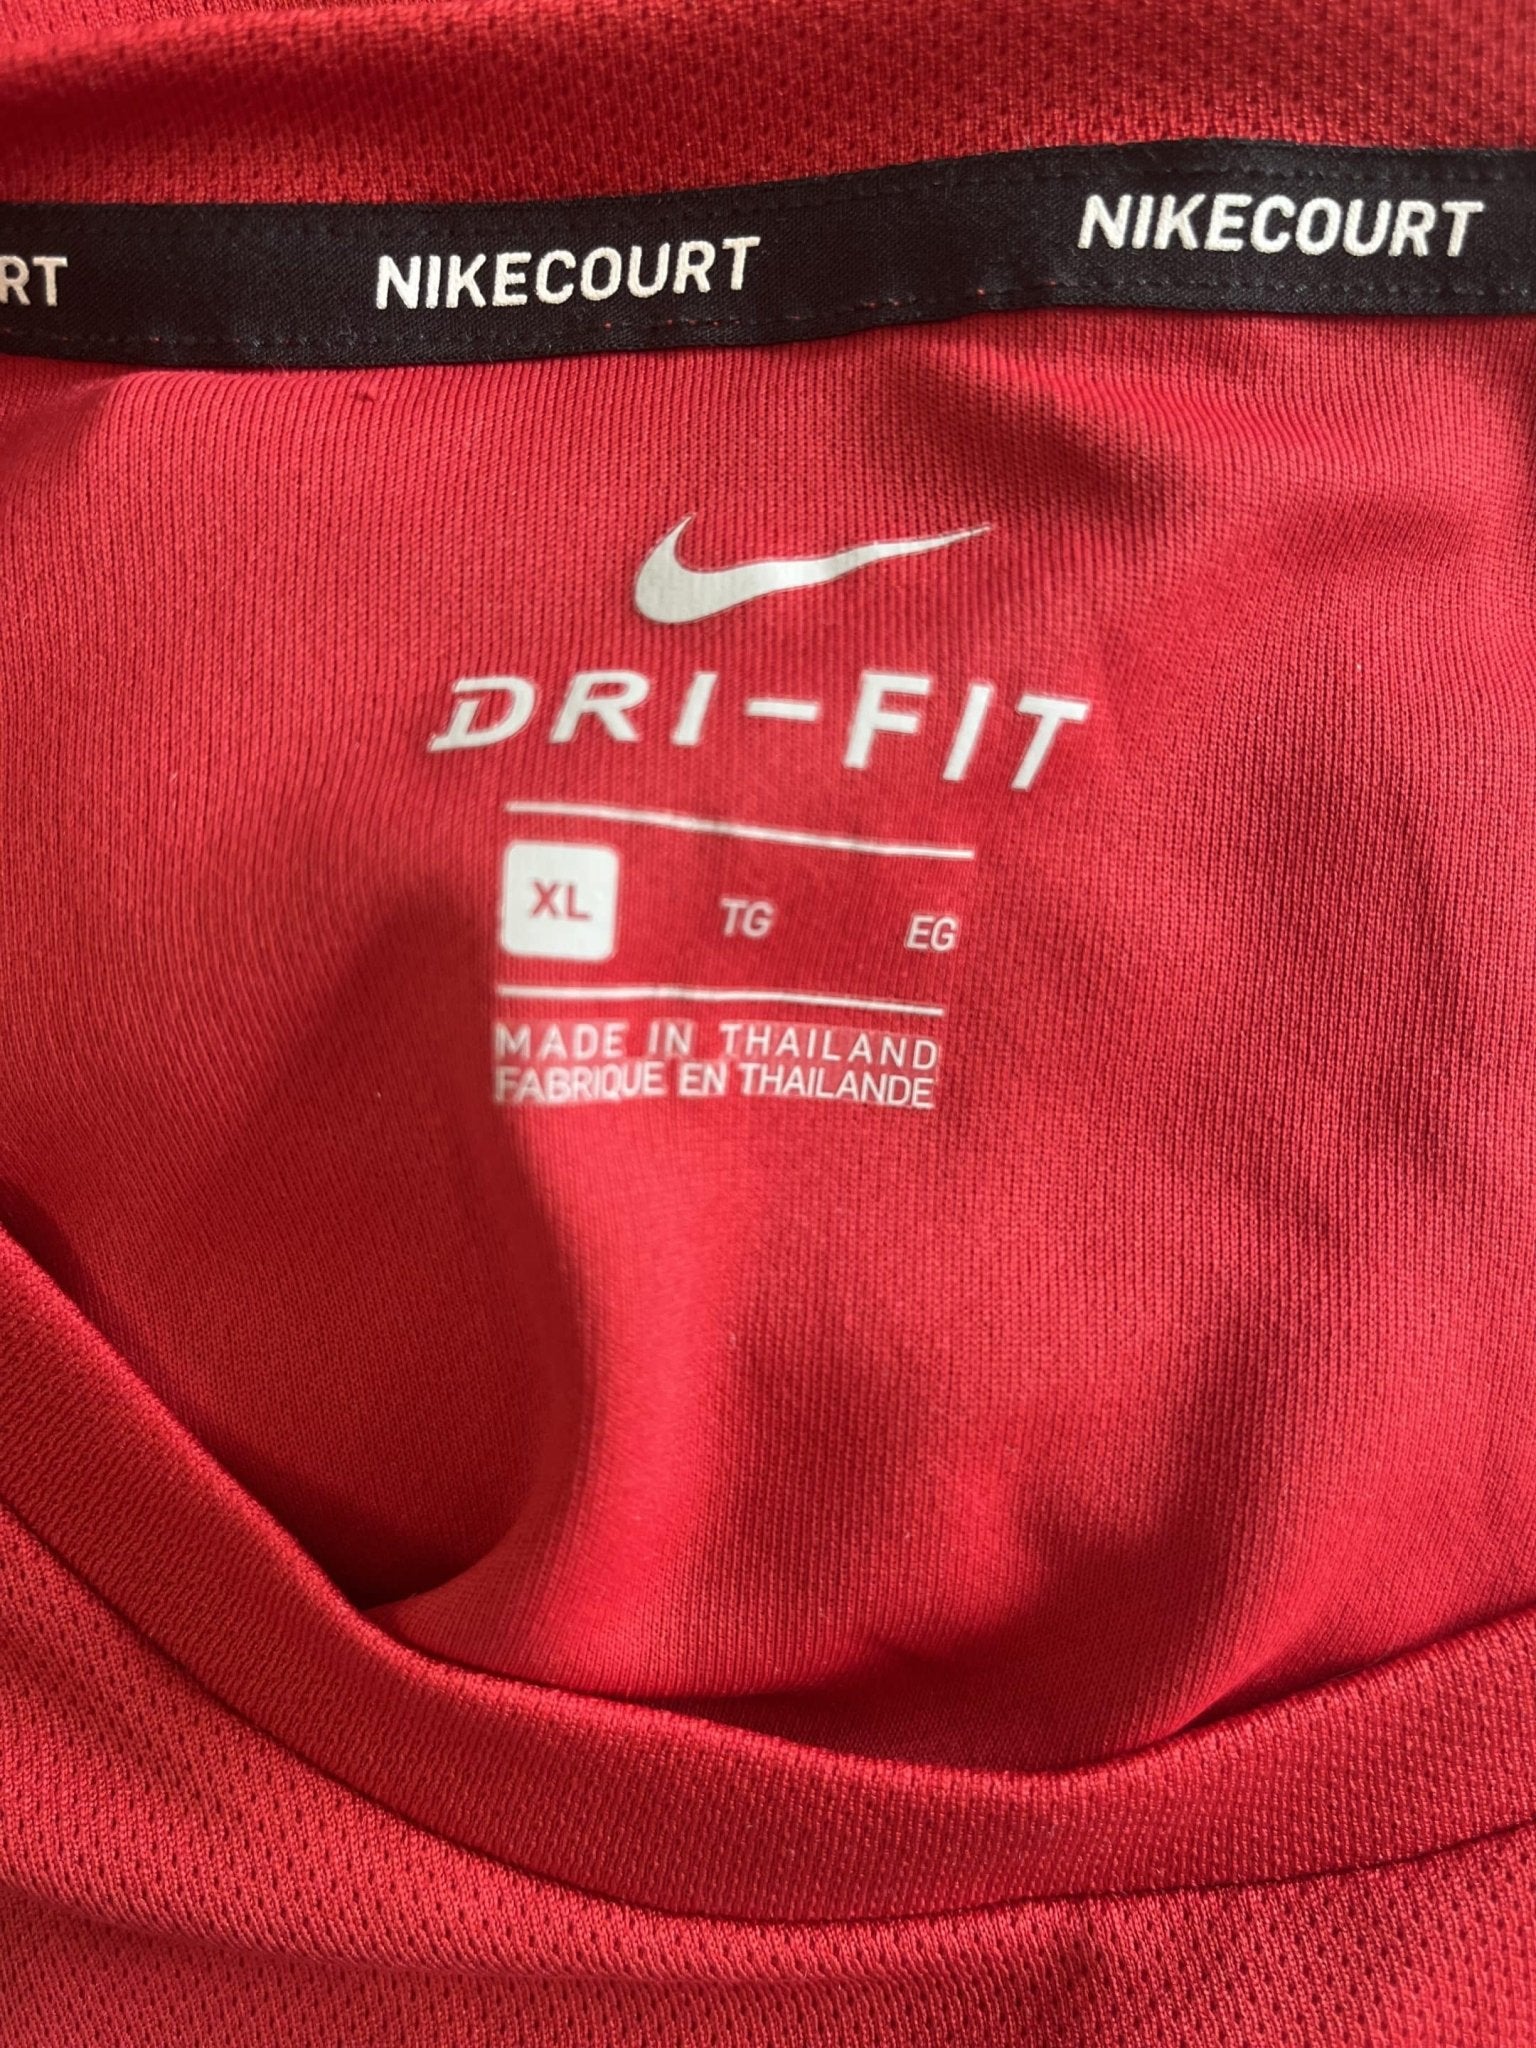 RT NIKECOURT NIKECOURT
DRI-FIT
XL TG EG
MADE IN THAILAND
FABRIQUE EN THAILANDE